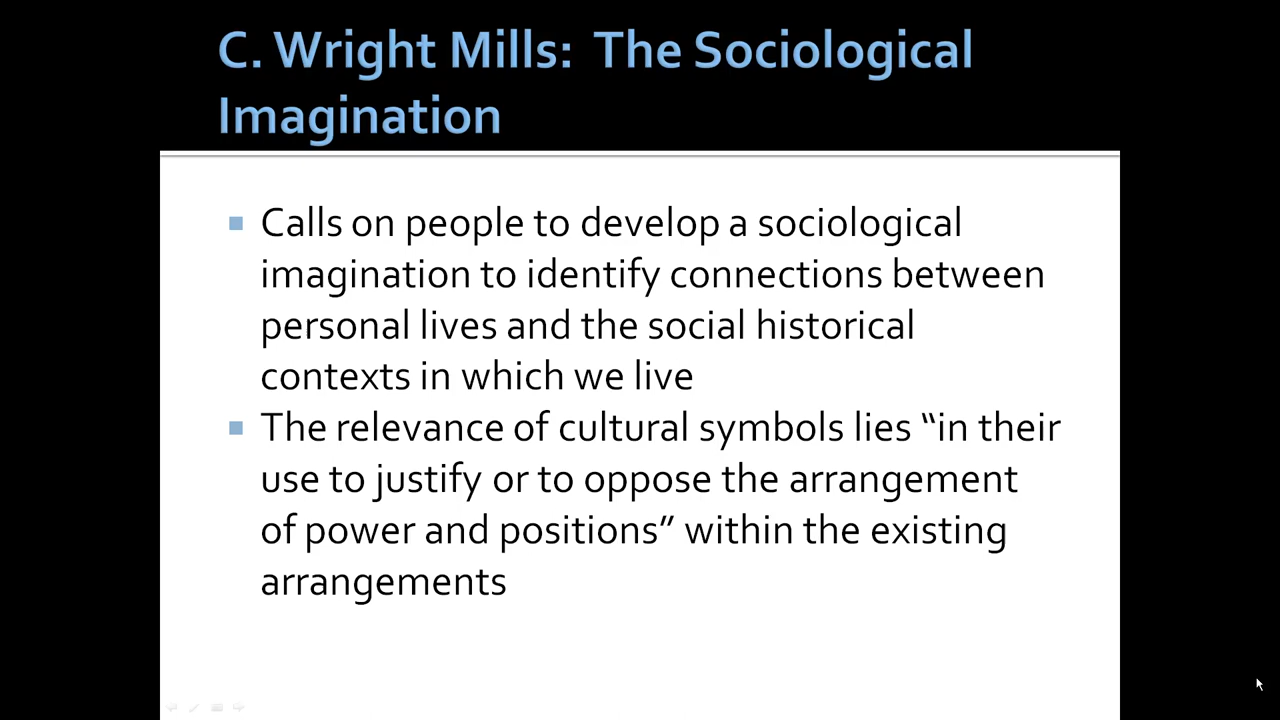 C. Wright Mills: The Sociological
Imagination
Calls on people to develop a sociological
imagination to identify connections between
personal lives and the social historical
contexts in which we live
The relevance of cultural symbols lies “in their
use to justify or to oppose the arrangement
of power and positions” within the existing
arrangements